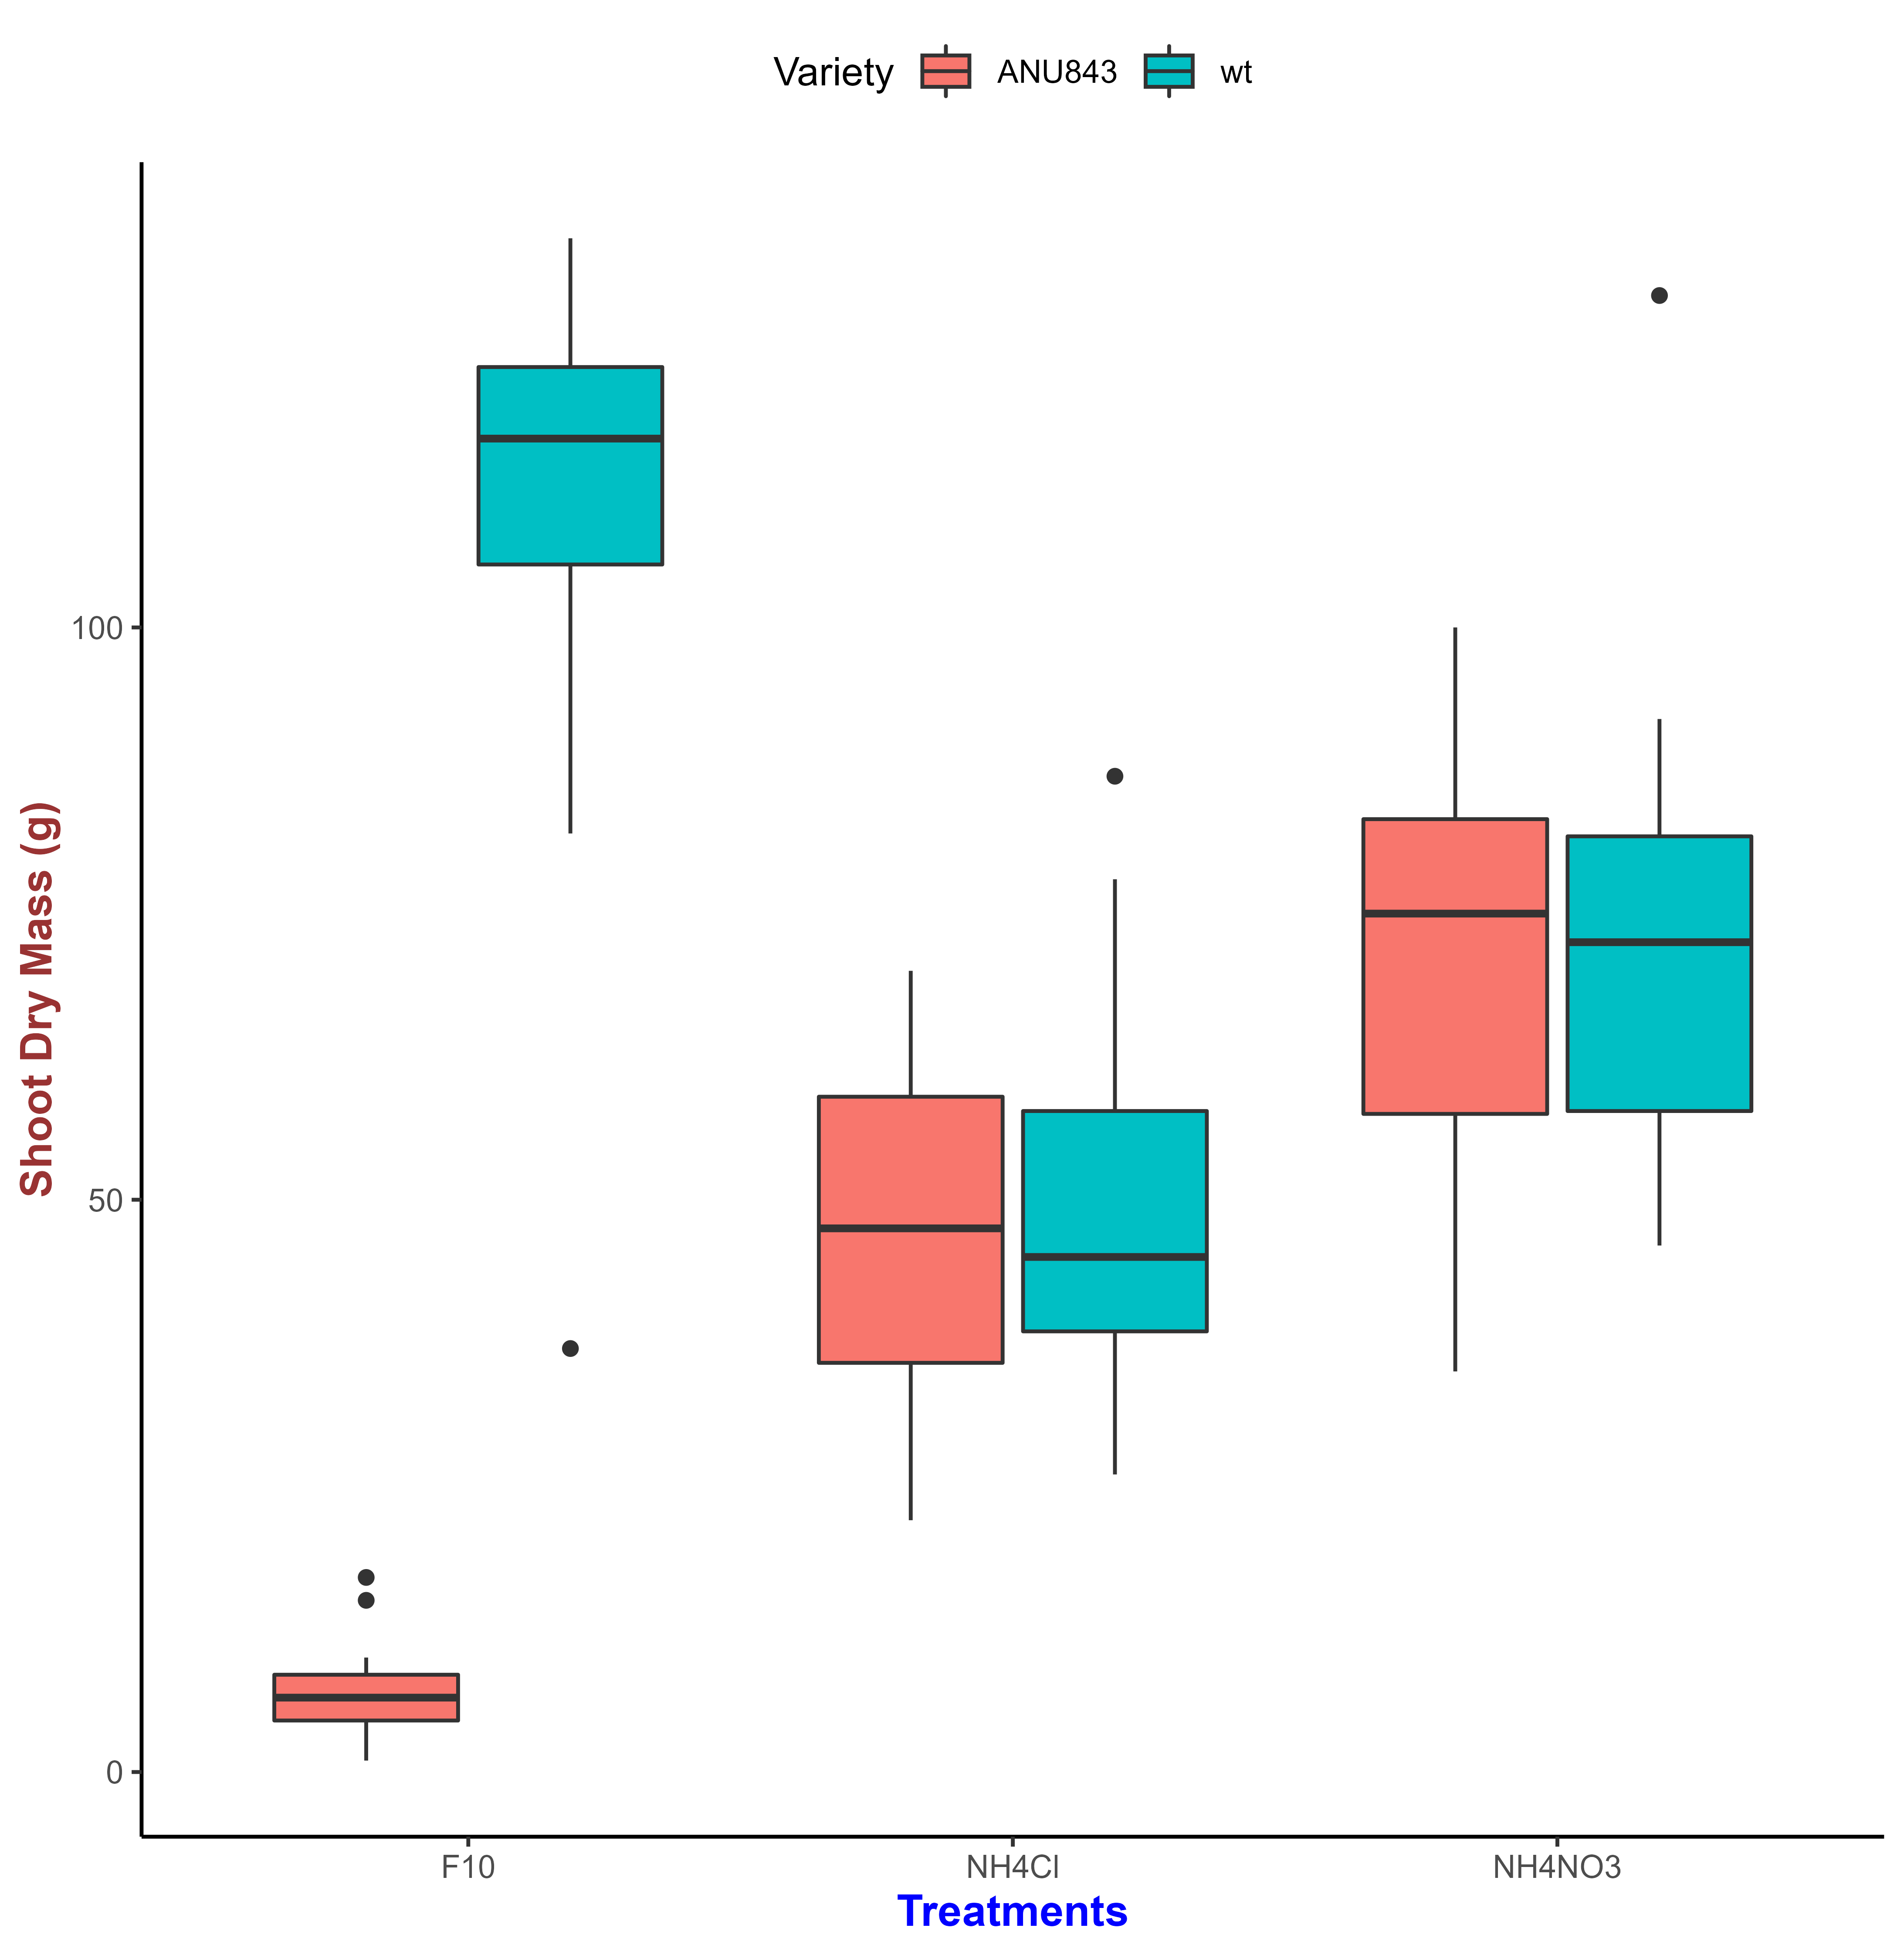 Variety ANU843 wt
Shoot Dry Mass (g)
100
50
0
F10 NH4Cl NH4NO3
Treatments